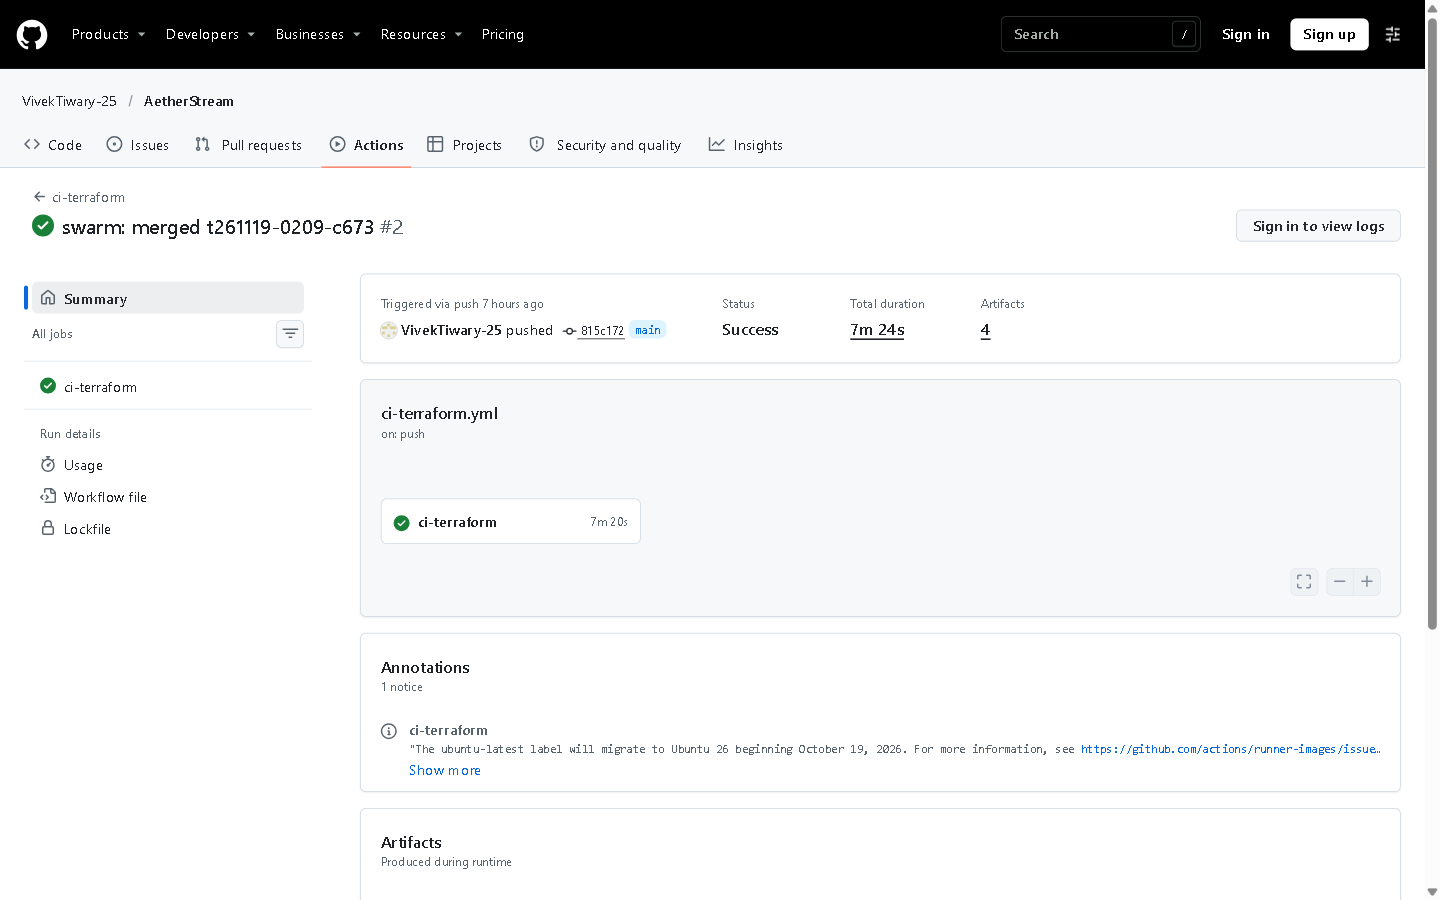 Products Developers Businesses Resources Pricing Search / Sign in Sign up
VivekTiwary-25 / AetherStream
Code Issues Pull requests Actions Projects Security and quality Insights
ci-terraform
swarm: merged t261119-0209-c673 #2
Sign in to view logs
Summary
All jobs
ci-terraform
Run details
Usage
Workflow file
Lockfile
Triggered via push 7 hours ago
VivekTiwary-25 pushed 815c172 main
Status
Success
Total duration
7m 24s
Artifacts
4
ci-terraform.yml
on: push
ci-terraform 7m 20s
Annotations
1 notice
ci-terraform
"The ubuntu-latest label will migrate to Ubuntu 26 beginning October 19, 2026. For more information, see https://github.com/actions/runner-images/issue…
Show more
Artifacts
Produced during runtime